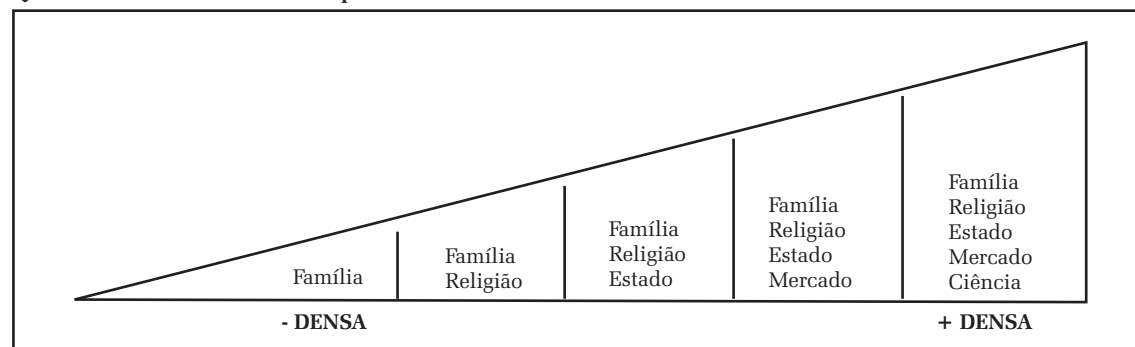 Família
Família
Religião
Família
Religião
Estado
Família
Religião
Estado
Mercado
Família
Religião
Estado
Mercado
Ciência
- DENSA
+ DENSA